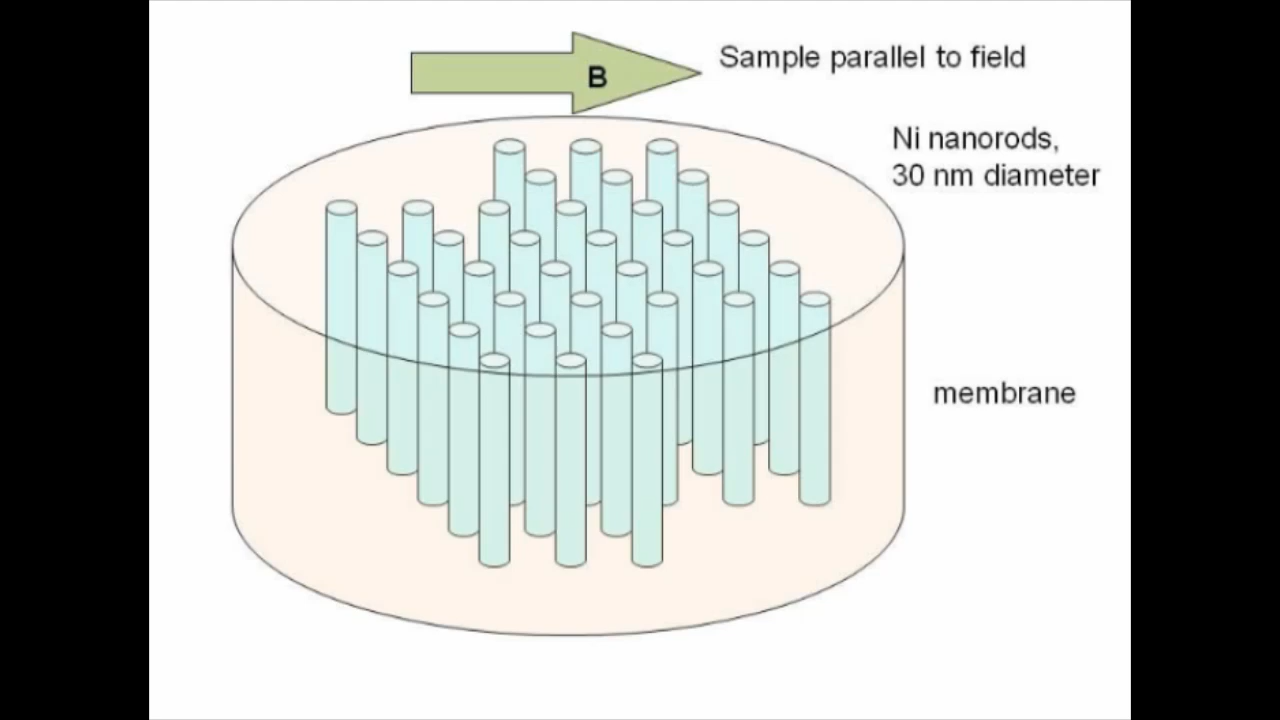 B
Sample parallel to field
Ni nanorods,
30 nm diameter
membrane